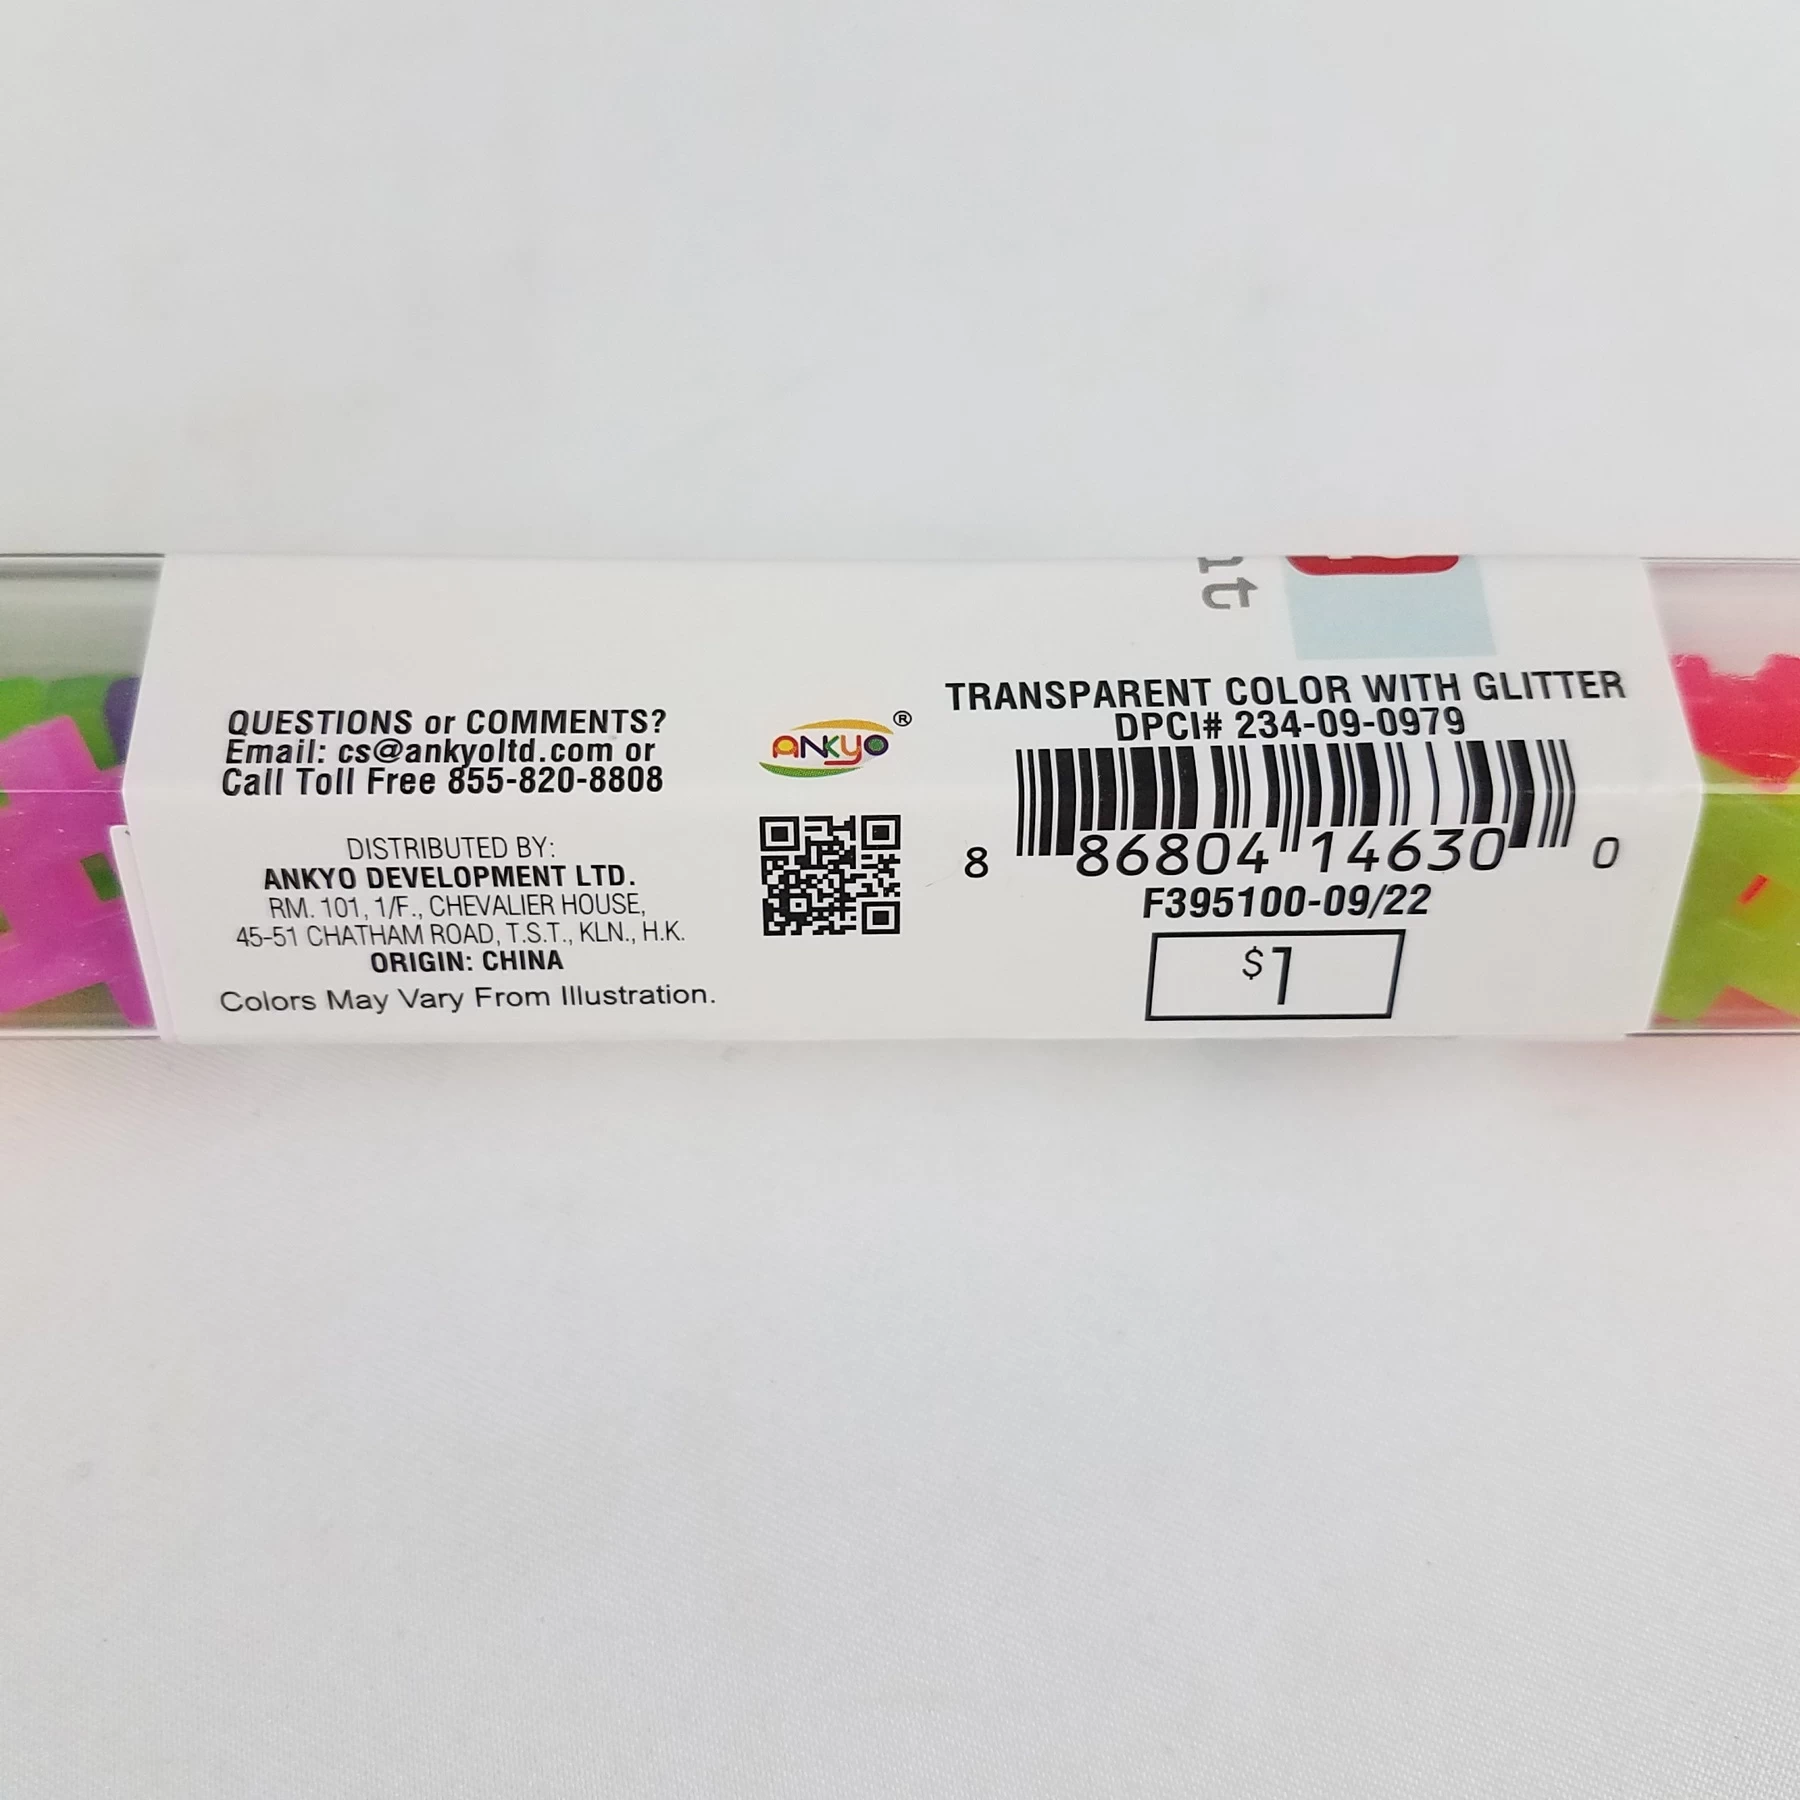 QUESTIONS or COMMENTS?
Email: cs@ankyoltd.com or
Call Toll Free 855-820-8808
DISTRIBUTED BY:
ANKYO DEVELOPMENT LTD.
RM. 101, 1/F., CHEVALIER HOUSE,
45-51 CHATHAM ROAD, T.S.T., KLN., H.K.
ORIGIN: CHINA
Colors May Vary From Illustration.
ANKYO®
TRANSPARENT COLOR WITH GLITTER
DPCI# 234-09-0979
8 86804 14630 0
F395100-09/22
$1